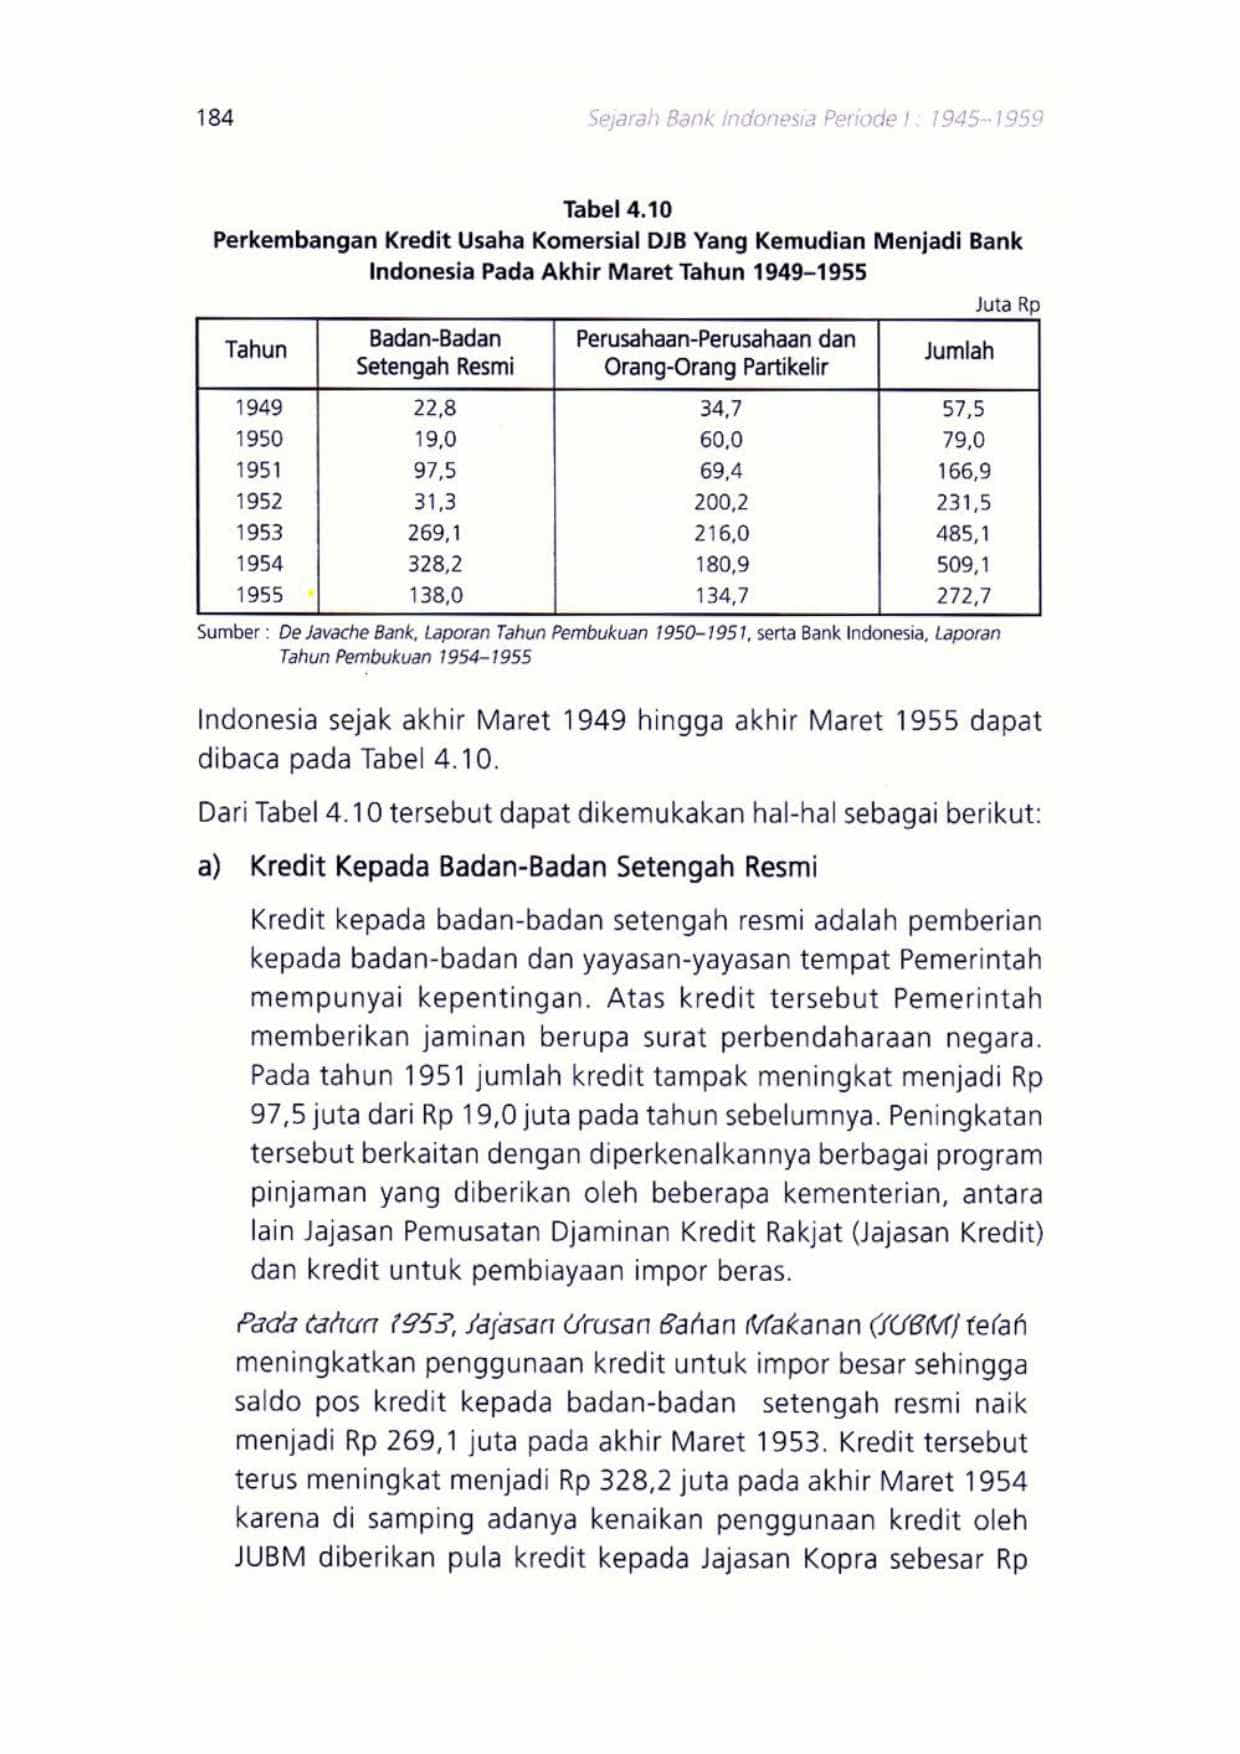 184
Sejarah Bank Indonesia Periode I : 1945–1959
Tabel 4.10
Perkembangan Kredit Usaha Komersial DJB Yang Kemudian Menjadi Bank
Indonesia Pada Akhir Maret Tahun 1949–1955
Juta Rp
Tahun | Badan-Badan Setengah Resmi | Perusahaan-Perusahaan dan Orang-Orang Partikelir | Jumlah
1949 | 22,8 | 34,7 | 57,5
1950 | 19,0 | 60,0 | 79,0
1951 | 97,5 | 69,4 | 166,9
1952 | 31,3 | 200,2 | 231,5
1953 | 269,1 | 216,0 | 485,1
1954 | 328,2 | 180,9 | 509,1
1955 | 138,0 | 134,7 | 272,7
Sumber : De Javache Bank, Laporan Tahun Pembukuan 1950–1951, serta Bank Indonesia, Laporan
Tahun Pembukuan 1954–1955
Indonesia sejak akhir Maret 1949 hingga akhir Maret 1955 dapat
dibaca pada Tabel 4.10.
Dari Tabel 4.10 tersebut dapat dikemukakan hal-hal sebagai berikut:
a) Kredit Kepada Badan-Badan Setengah Resmi
Kredit kepada badan-badan setengah resmi adalah pemberian
kepada badan-badan dan yayasan-yayasan tempat Pemerintah
mempunyai kepentingan. Atas kredit tersebut Pemerintah
memberikan jaminan berupa surat perbendaharaan negara.
Pada tahun 1951 jumlah kredit tampak meningkat menjadi Rp
97,5 juta dari Rp 19,0 juta pada tahun sebelumnya. Peningkatan
tersebut berkaitan dengan diperkenalkannya berbagai program
pinjaman yang diberikan oleh beberapa kementerian, antara
lain Jajasan Pemusatan Djaminan Kredit Rakjat (Jajasan Kredit)
dan kredit untuk pembiayaan impor beras.
Pada tahun 1953, Jajasan Urusan Bahan Makanan (JUBM) telah
meningkatkan penggunaan kredit untuk impor besar sehingga
saldo pos kredit kepada badan-badan setengah resmi naik
menjadi Rp 269,1 juta pada akhir Maret 1953. Kredit tersebut
terus meningkat menjadi Rp 328,2 juta pada akhir Maret 1954
karena di samping adanya kenaikan penggunaan kredit oleh
JUBM diberikan pula kredit kepada Jajasan Kopra sebesar Rp